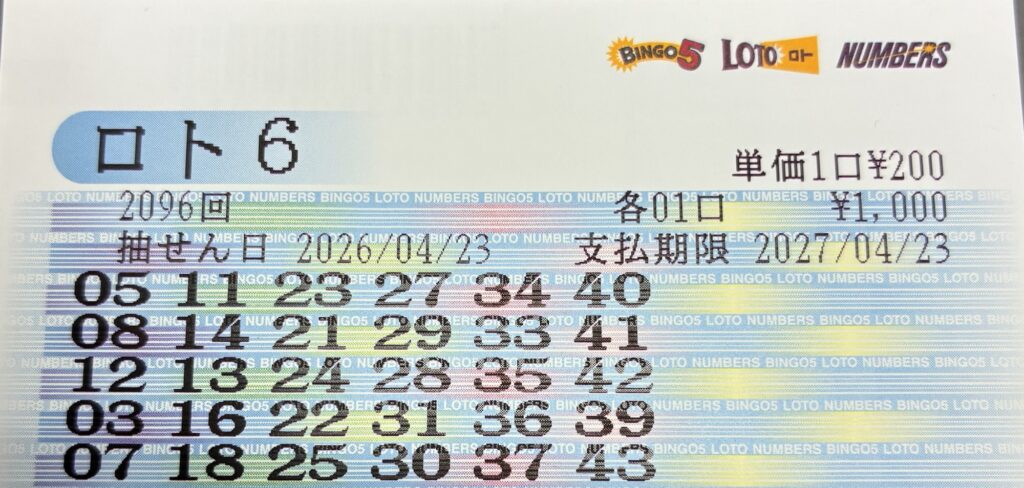 BINGO5 LOTO ロト NUMBERS
ロト6
単価1口¥200
2096回 各01口 ¥1,000
抽せん日 2026/04/23 支払期限 2027/04/23
05 11 23 27 34 40
08 14 21 29 33 41
12 13 24 28 35 42
03 16 22 31 36 39
07 18 25 30 37 43